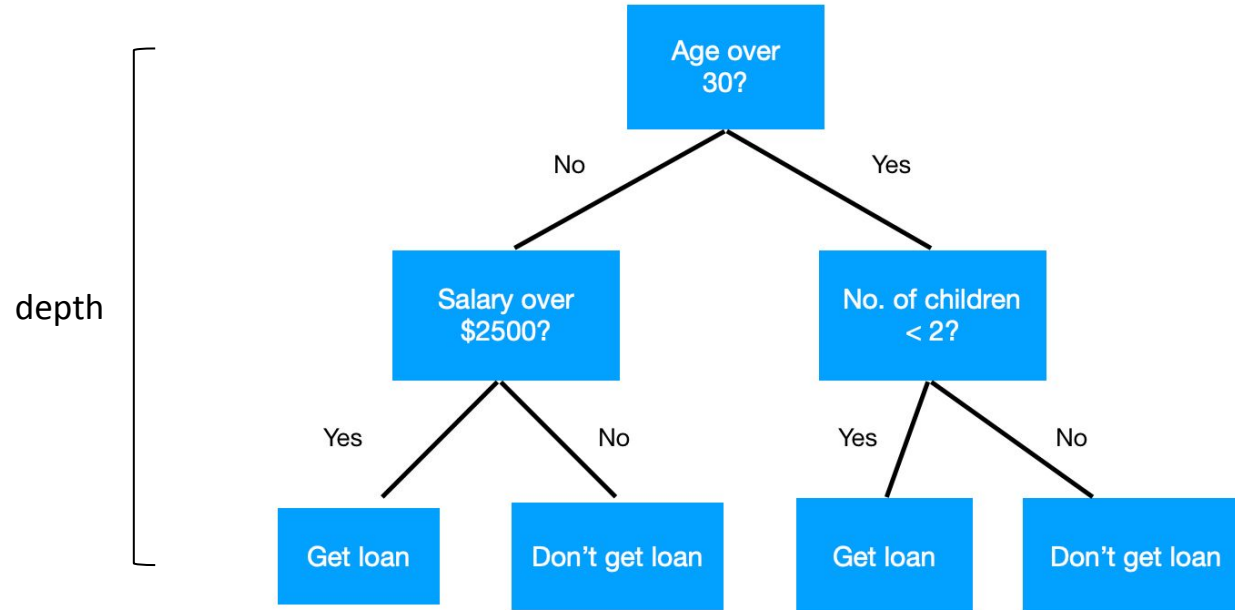 Age over
30?
No
Yes
depth
Salary over
$2500?
No. of children
< 2?
Yes
No
Yes
No
Get loan
Don’t get loan
Get loan
Don’t get loan